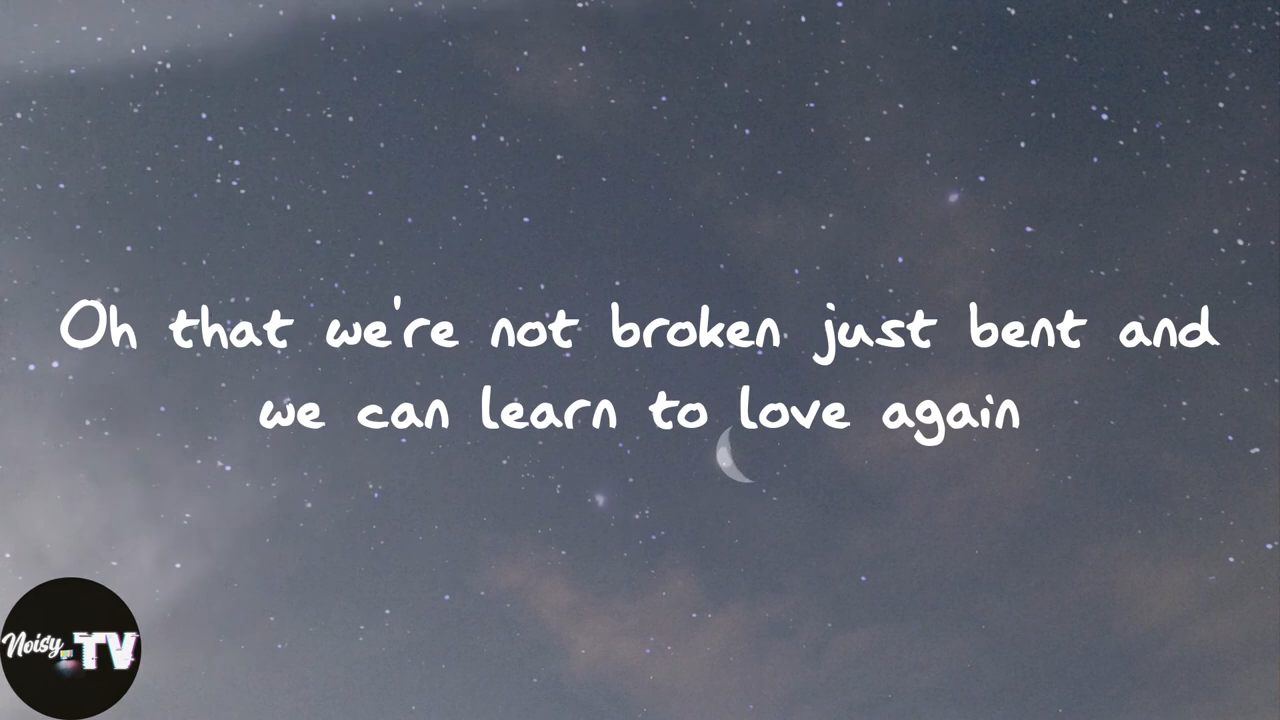 Oh that we're not broken just bent and
we can learn to love again
Noisy
TV